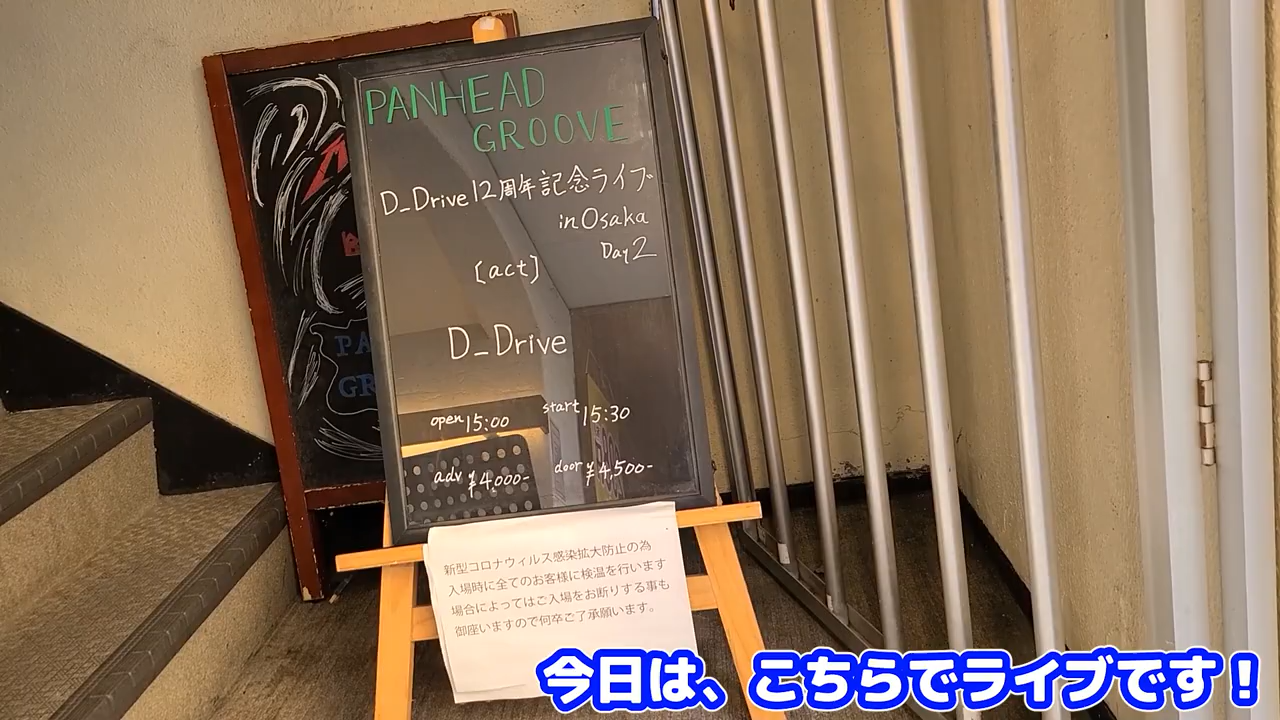 PANHEAD
GROOVE
D_Drive12周年記念ライブ
in Osaka
Day2
[act]
D_Drive
open 15:00 start 15:30
adv ¥4,000- door ¥4,500-
PA
GR
新型コロナウィルス感染拡大防止の為
入場時に全てのお客様に検温を行います
場合によってはご入場をお断りする事も
御座いますので何卒ご了承願います。
今日は、こちらでライブです！